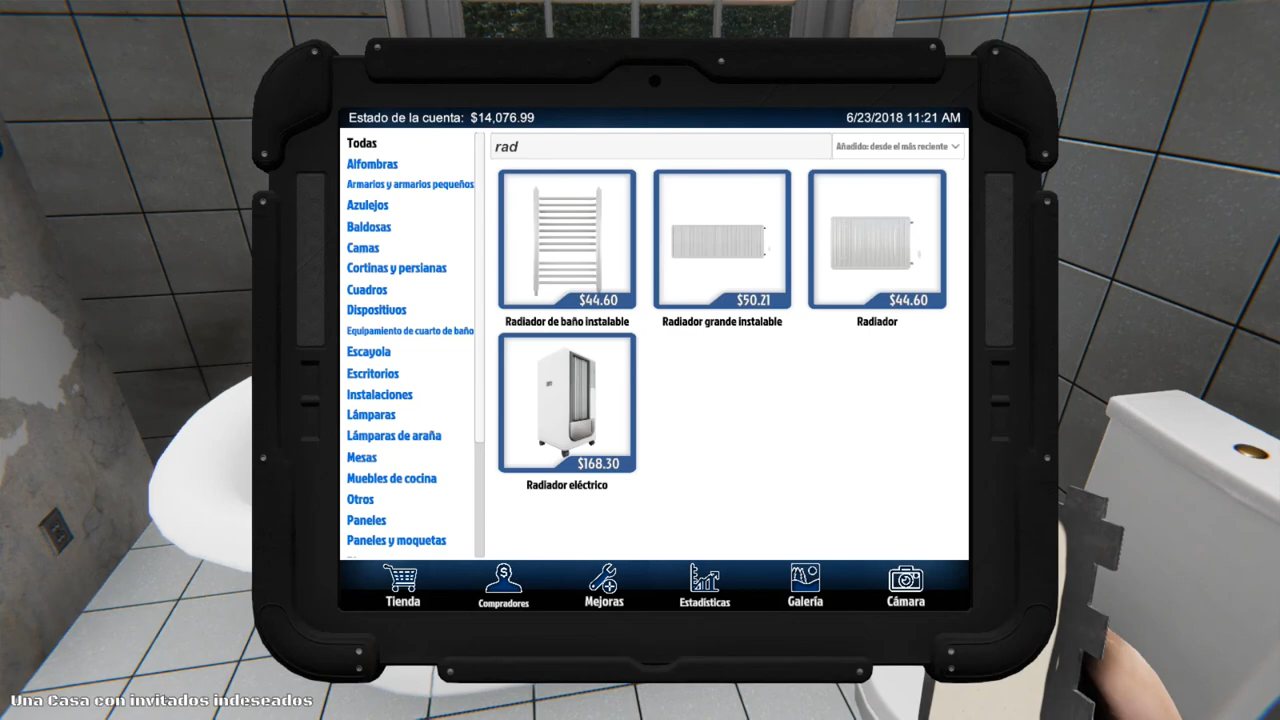 Estado de la cuenta: $14,076.99
6/23/2018 11:21 AM
Todas
Alfombras
Armarios y armarios pequeños
Azulejos
Baldosas
Camas
Cortinas y persianas
Cuadros
Dispositivos
Equipamiento de cuarto de baño
Escayola
Escritorios
Instalaciones
Lámparas
Lámparas de araña
Mesas
Muebles de cocina
Otros
Paneles
Paneles y moquetas
rad
Añadido: desde el más reciente
$44.60
$50.21
$44.60
Radiador de baño instalable
Radiador grande instalable
Radiador
$168.30
Radiador eléctrico
Tienda
Compradores
Mejoras
Estadísticas
Galería
Cámara
Una Casa con invitados indeseados